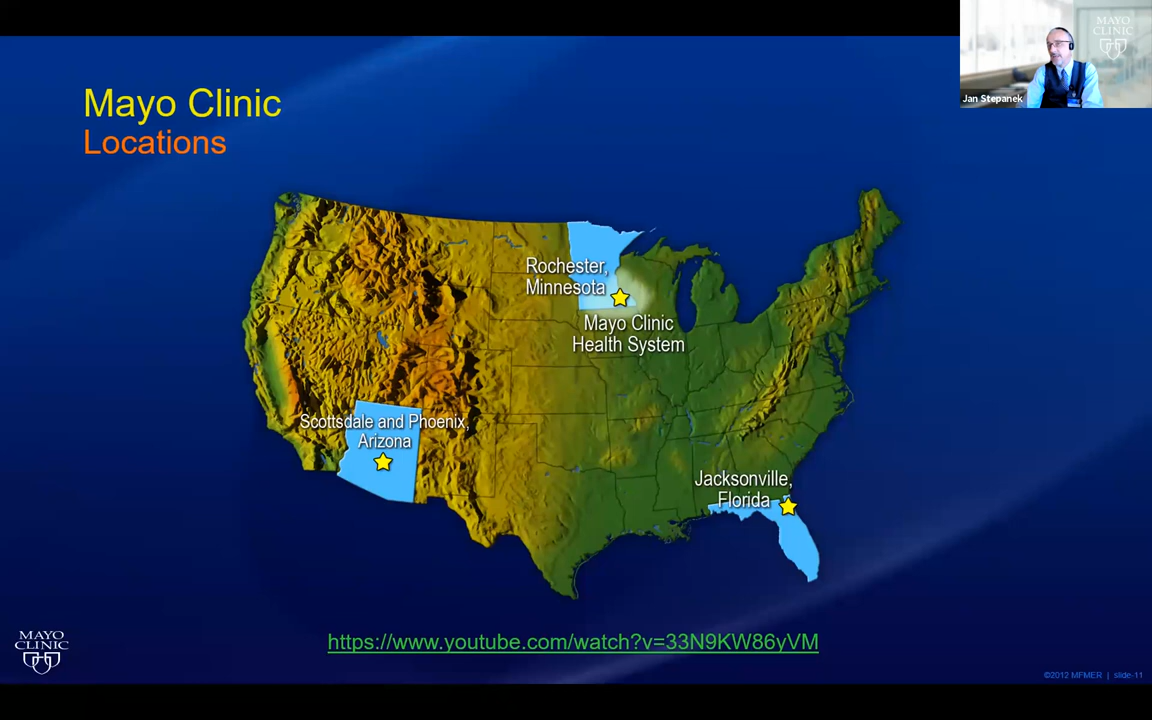 MAYO
CLINIC
Jan Stepanek
Mayo Clinic
Locations
Rochester,
Minnesota
Mayo Clinic
Health System
Scottsdale and Phoenix,
Arizona
Jacksonville,
Florida
https://www.youtube.com/watch?v=33N9KW86yVM
MAYO
CLINIC
©2012 MFMER | slide-11